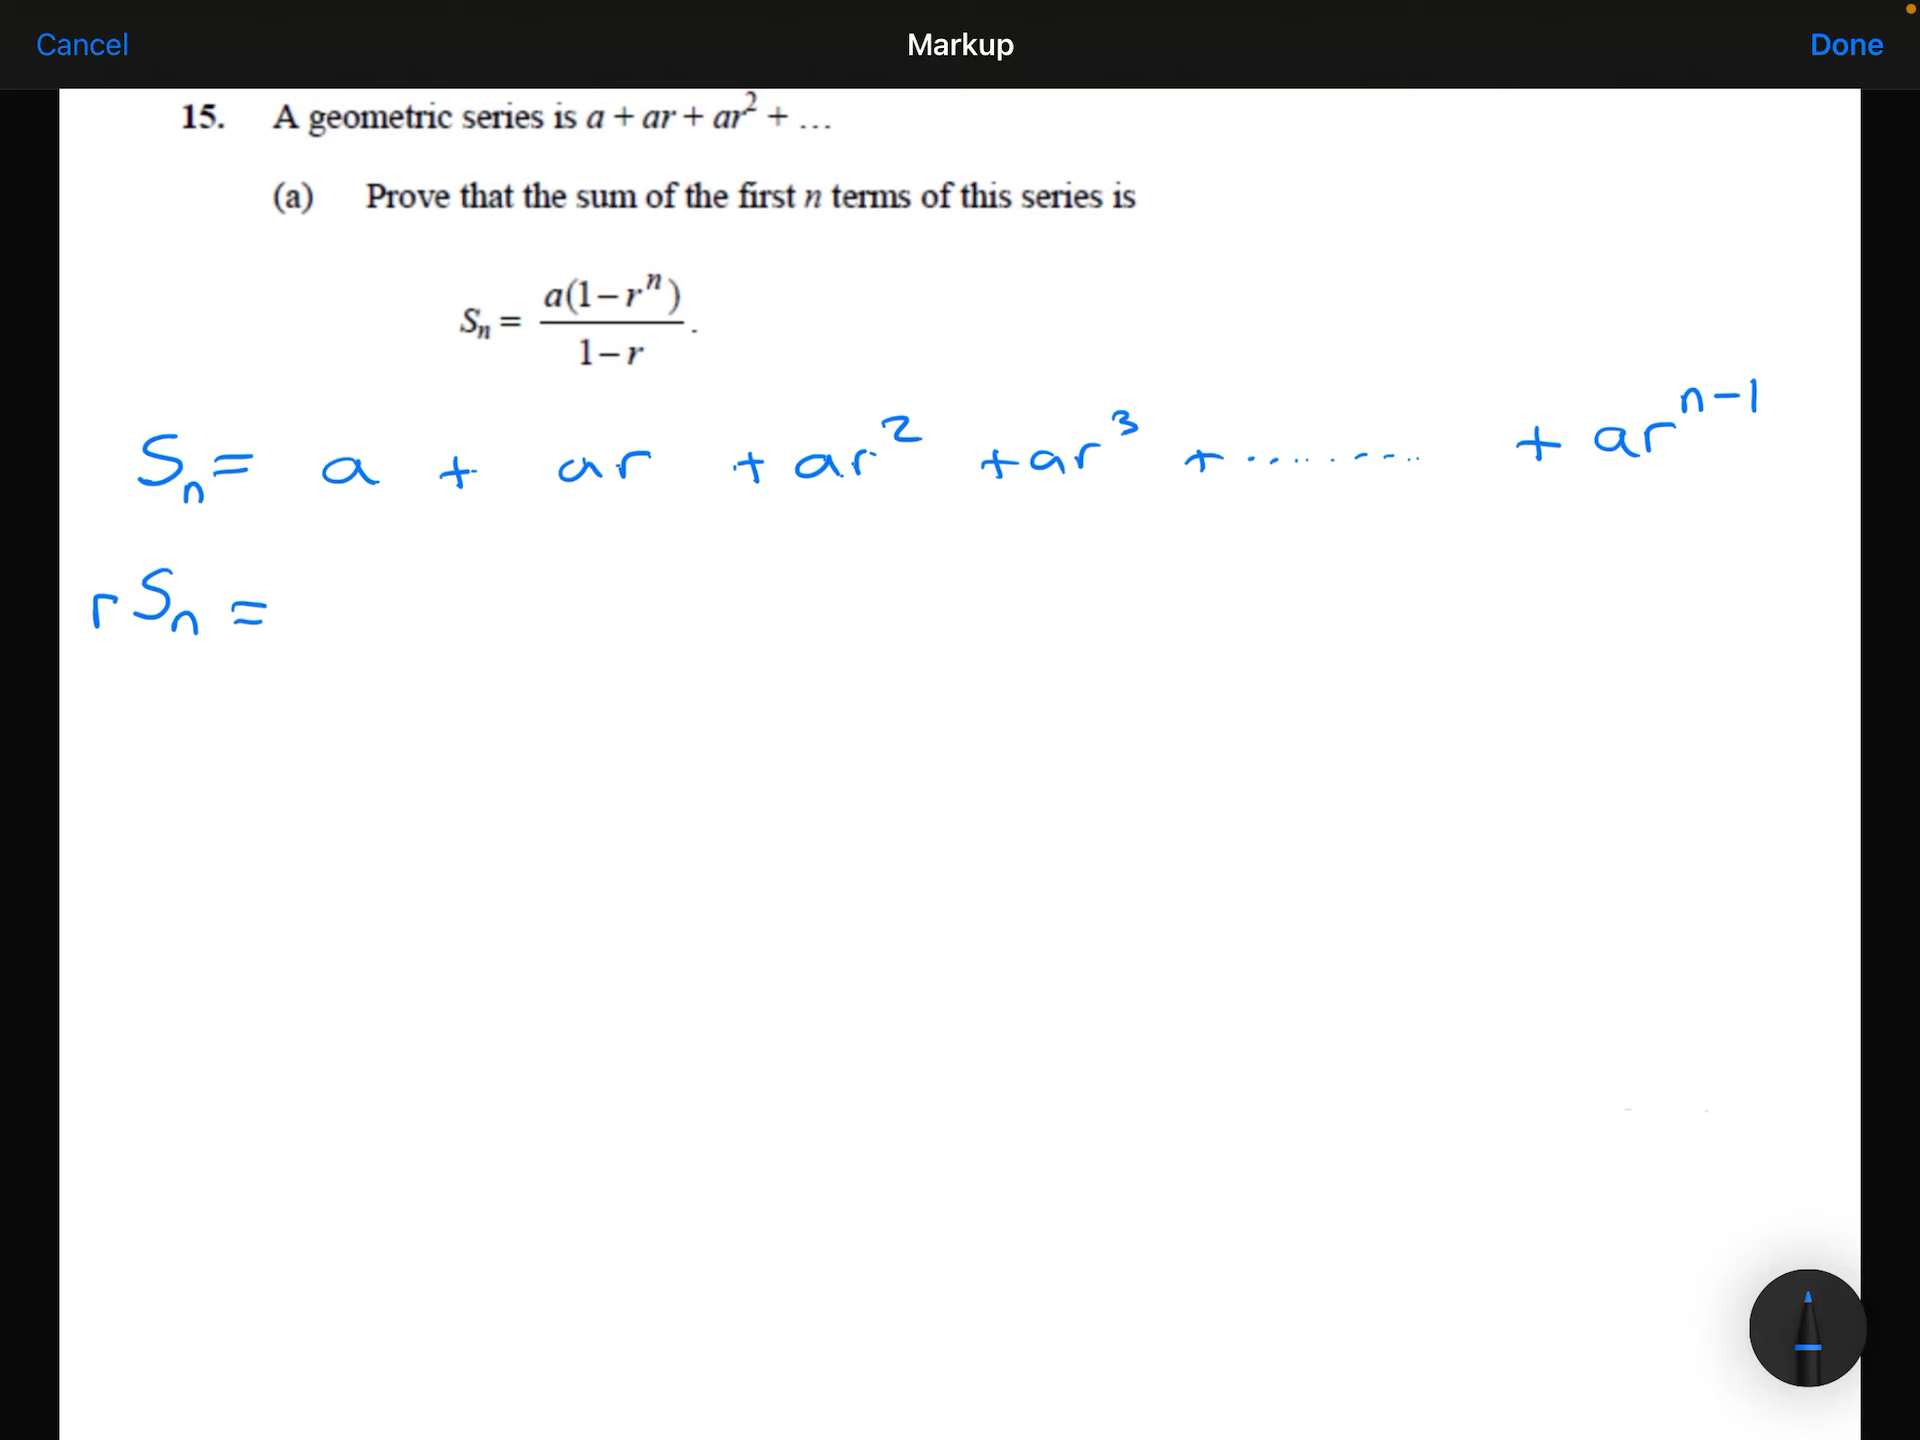 Cancel Markup Done
15. A geometric series is a + ar + ar² + …
(a) Prove that the sum of the first n terms of this series is
Sₙ = a(1−rⁿ) / 1−r .
Sₙ = a + ar + ar² + ar³ + ......... + arⁿ⁻¹
rSₙ =